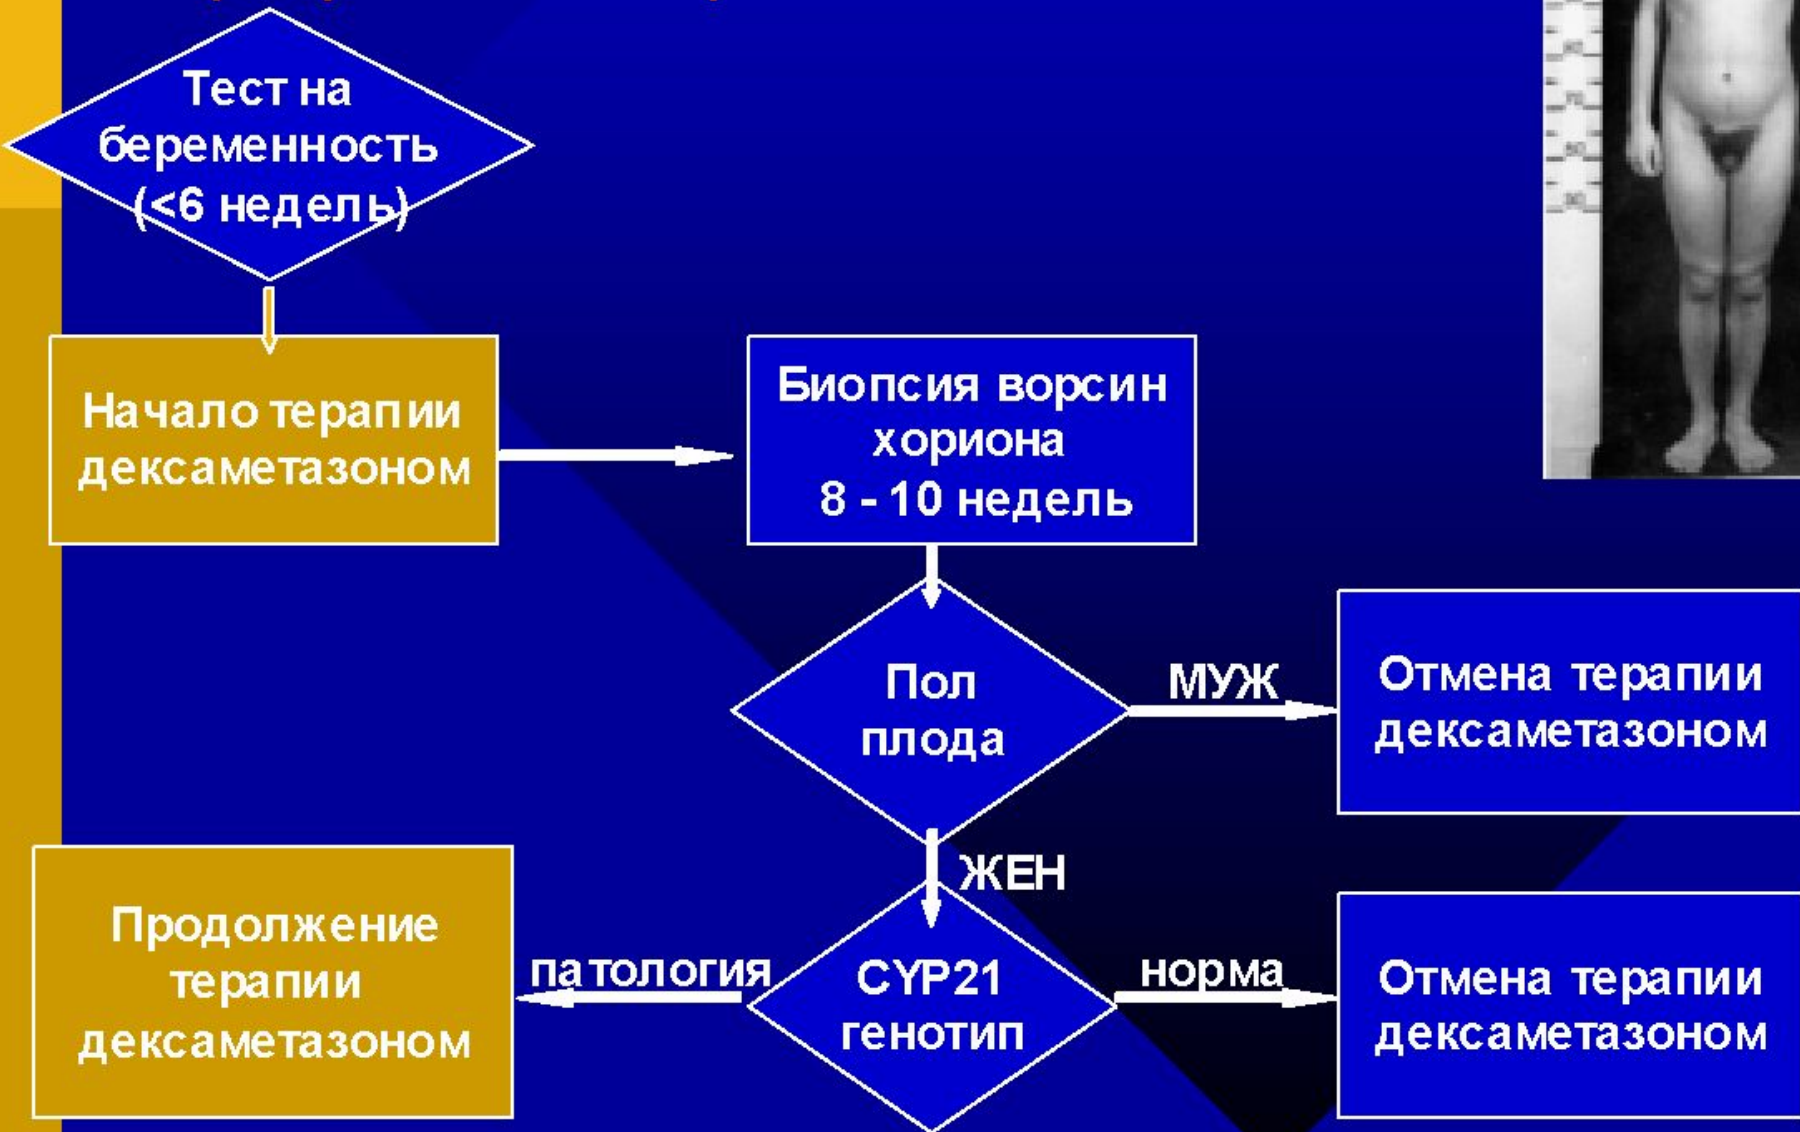 Тест на
беременность
(<6 недель)
Начало терапии
дексаметазоном
Биопсия ворсин
хориона
8 - 10 недель
Пол
плода
МУЖ
Отмена терапии
дексаметазоном
ЖЕН
Продолжение
терапии
дексаметазоном
патология
CYP21
генотип
норма
Отмена терапии
дексаметазоном